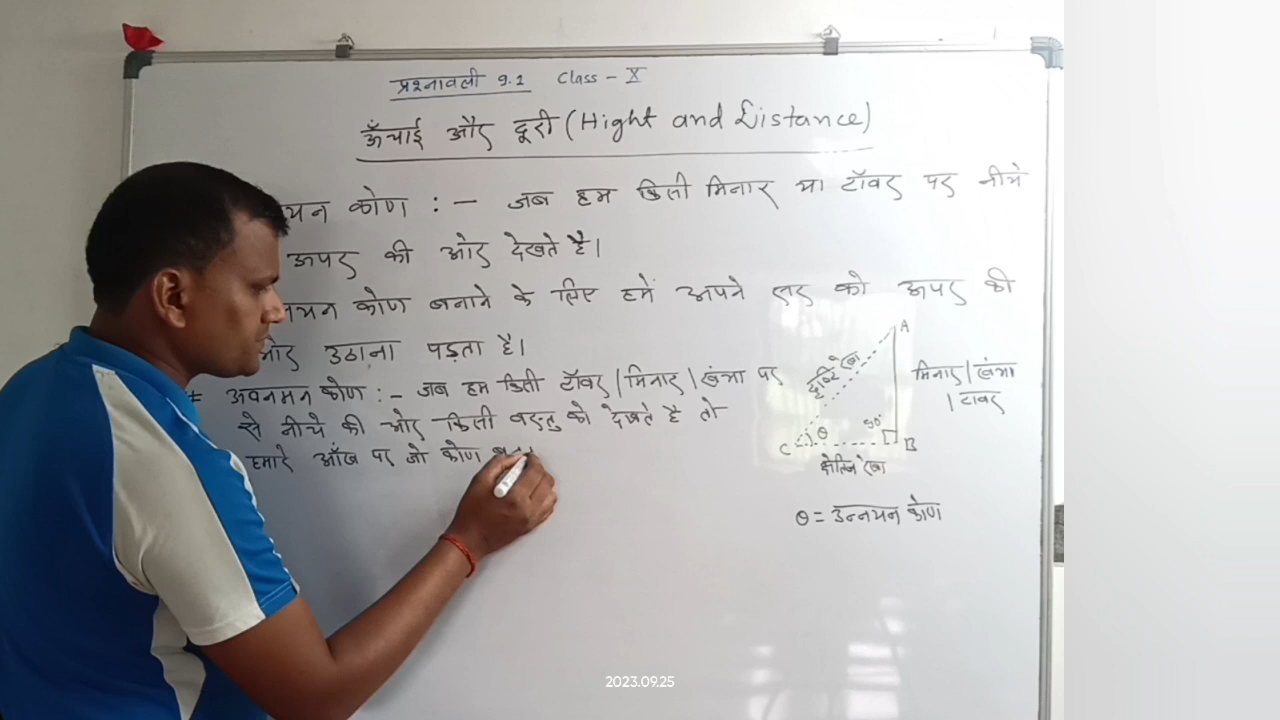 प्रश्नावली 9.1 Class - X
ऊँचाई और दूरी (Hight and Distance)
यन कोण : - जब हम किसी मिनार या टॉवर पर नीचे
ऊपर की ओर देखते है।
नयन कोण बनाने के लिए हमें अपने सर को ऊपर की
ओर उठाना पड़ता है।
* अवनमन कोण : - जब हम किसी टॉवर / मिनार / खंभा पर
से नीचे की ओर किसी वस्तु को देखते है तो
हमारे आँख पर जो कोण
A
दृष्टि रेखा
मिनार / खंभा
/ टावर
90°
C θ B
क्षैतिज रेखा
θ = उन्नयन कोण
2023.09.25